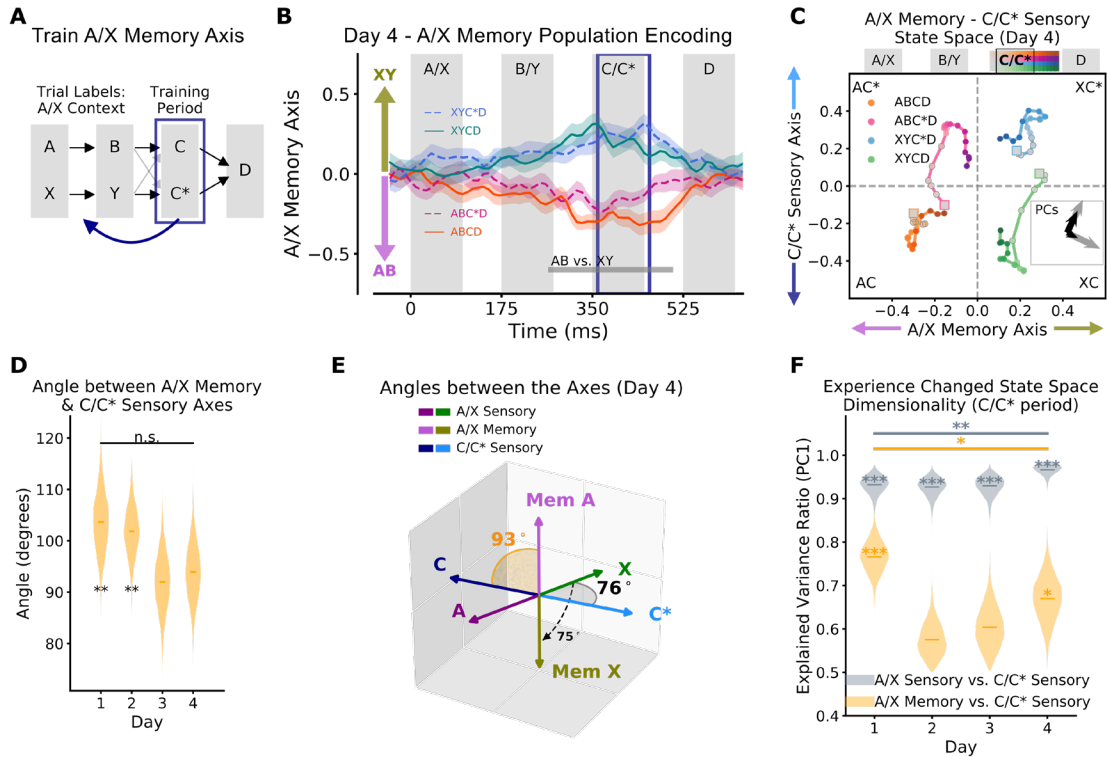 A
Train A/X Memory Axis
Trial Labels:
A/X Context
Training
Period
A
B
C
D
X
Y
C*
B
Day 4 - A/X Memory Population Encoding
A/X Memory Axis
XY
AB
0.5
0.0
−0.5
A/X
B/Y
C/C*
D
XYC*D
XYCD
ABC*D
ABCD
AB vs. XY
0
175
350
525
Time (ms)
C
A/X Memory - C/C* Sensory
State Space (Day 4)
A/X
B/Y
C/C*
D
C/C* Sensory Axis
AC*
XC*
ABCD
ABC*D
XYC*D
XYCD
0.4
0.2
0.0
−0.2
−0.4
PCs
AC
XC
−0.4
−0.2
0.0
0.2
0.4
A/X Memory Axis
D
Angle between A/X Memory
& C/C* Sensory Axes
n.s.
Angle (degrees)
120
110
100
90
80
**
**
1
2
3
4
Day
E
Angles between the Axes (Day 4)
A/X Sensory
A/X Memory
C/C* Sensory
Mem A
93°
C
X
76°
A
C*
75°
Mem X
F
Experience Changed State Space
Dimensionality (C/C* period)
**
*
Explained Variance Ratio (PC1)
1.0
0.9
0.8
0.7
0.6
0.5
0.4
***
***
***
***
***
*
A/X Sensory vs. C/C* Sensory
A/X Memory vs. C/C* Sensory
1
2
3
4
Day